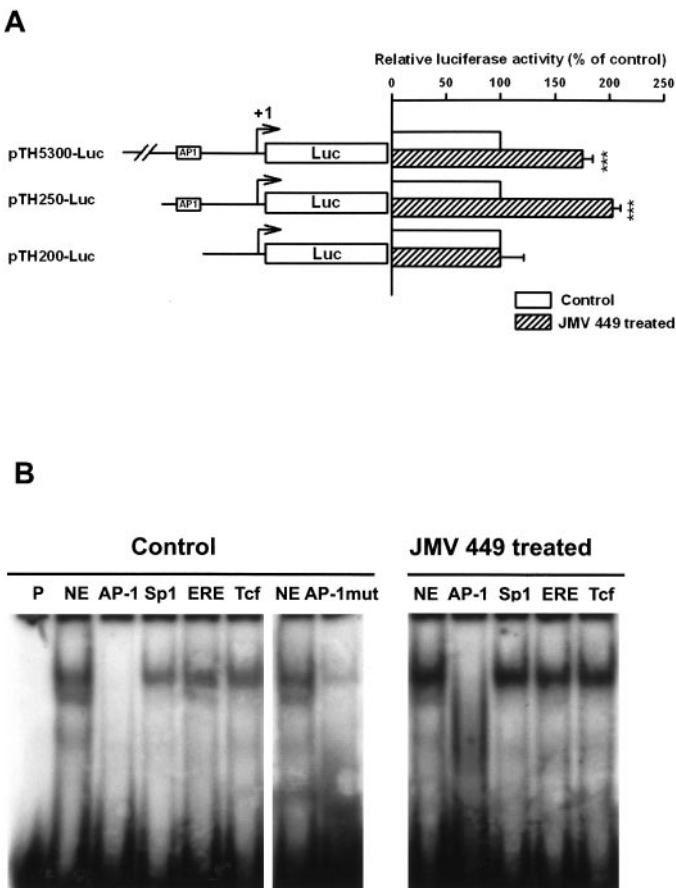 A
Relative luciferase activity (% of control)
0 50 100 150 200 250
+1
pTH5300-Luc AP1 Luc ***
pTH250-Luc AP1 Luc ***
pTH200-Luc Luc
Control
JMV 449 treated
B
Control JMV 449 treated
P NE AP-1 Sp1 ERE Tcf NE AP-1mut NE AP-1 Sp1 ERE Tcf